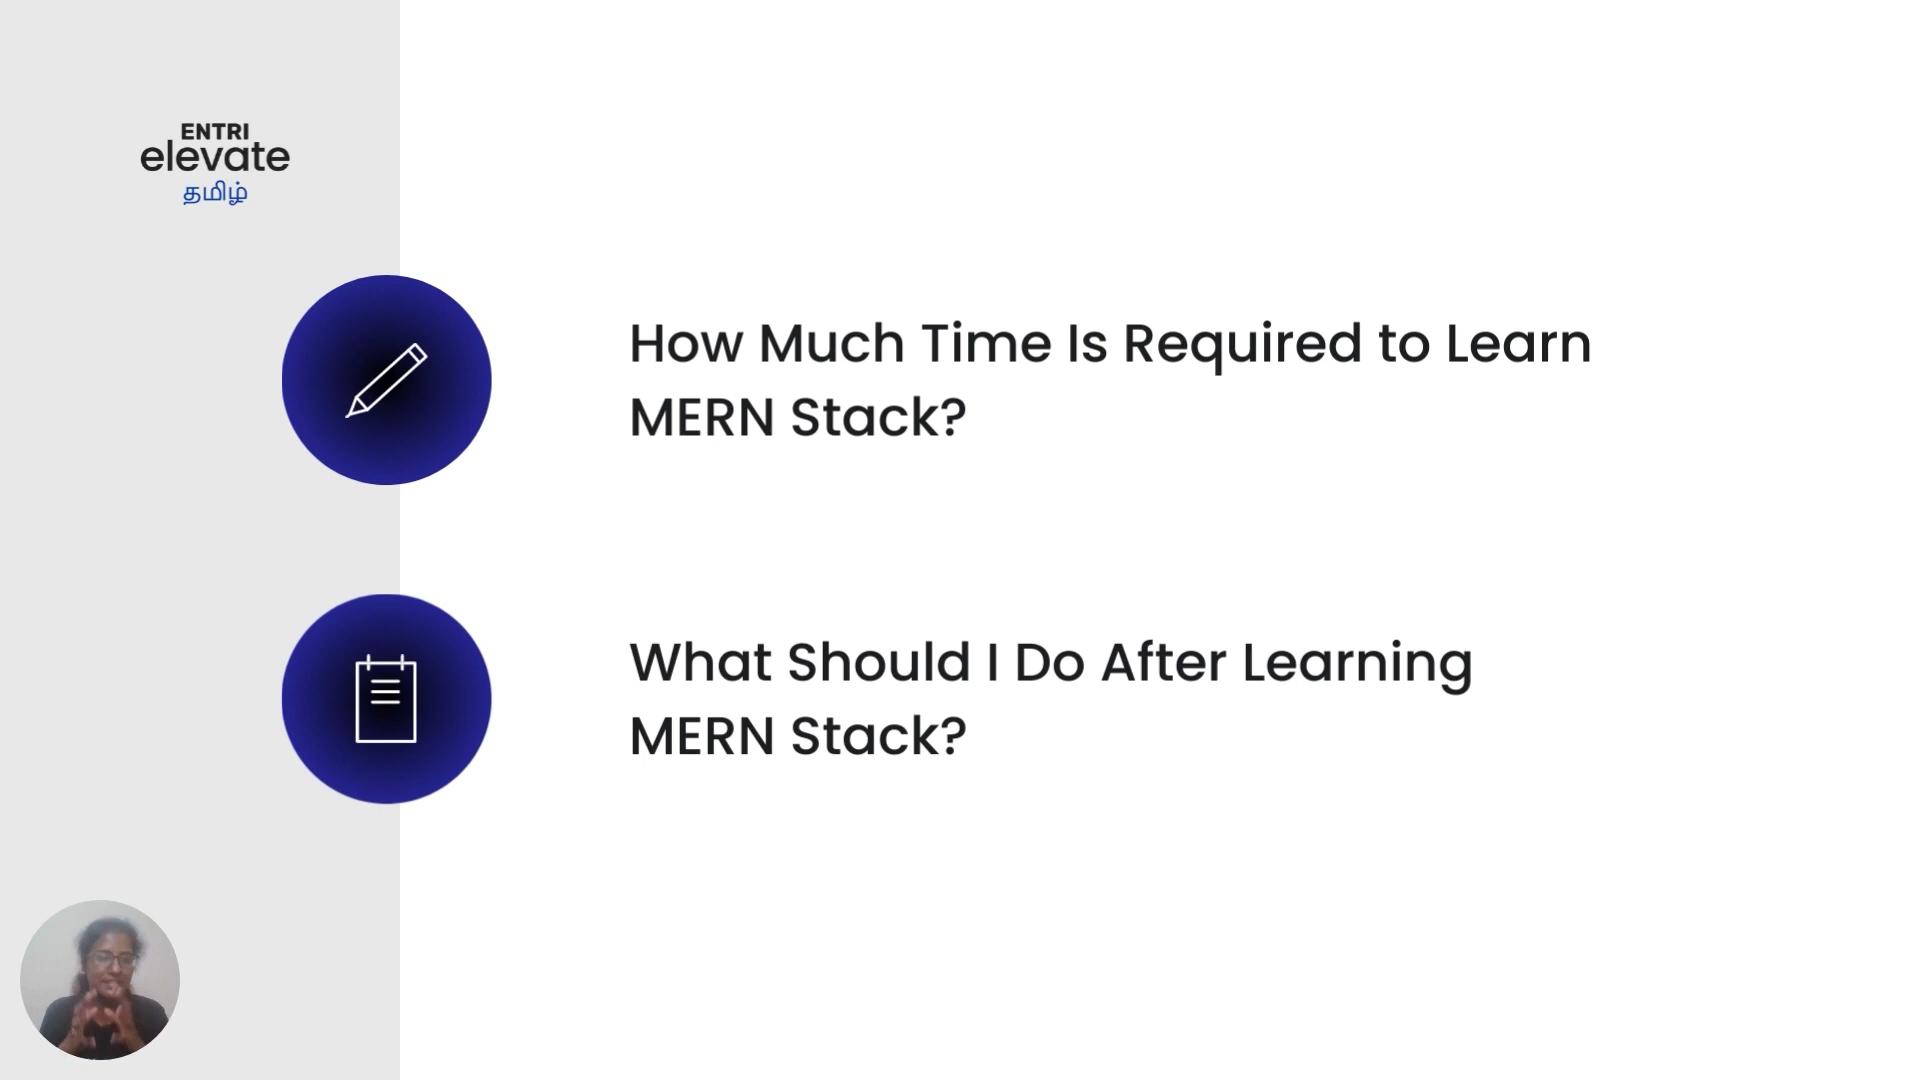 ENTRI
elevate
தமிழ்
How Much Time Is Required to Learn
MERN Stack?
What Should I Do After Learning
MERN Stack?